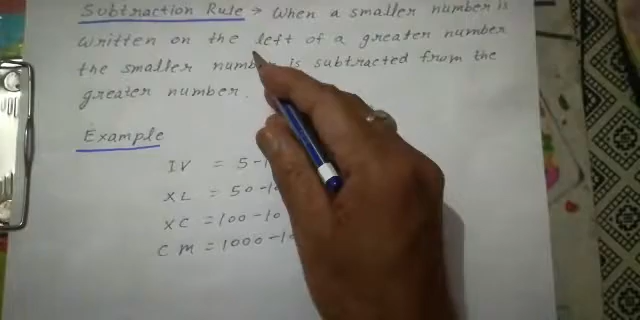 Subtraction Rule → When a smaller number is
written on the left of a greater number
the smaller number is subtracted from the
greater number.
Example
IV = 5-1
XL = 50-1
XC = 100-10
CM = 1000-1